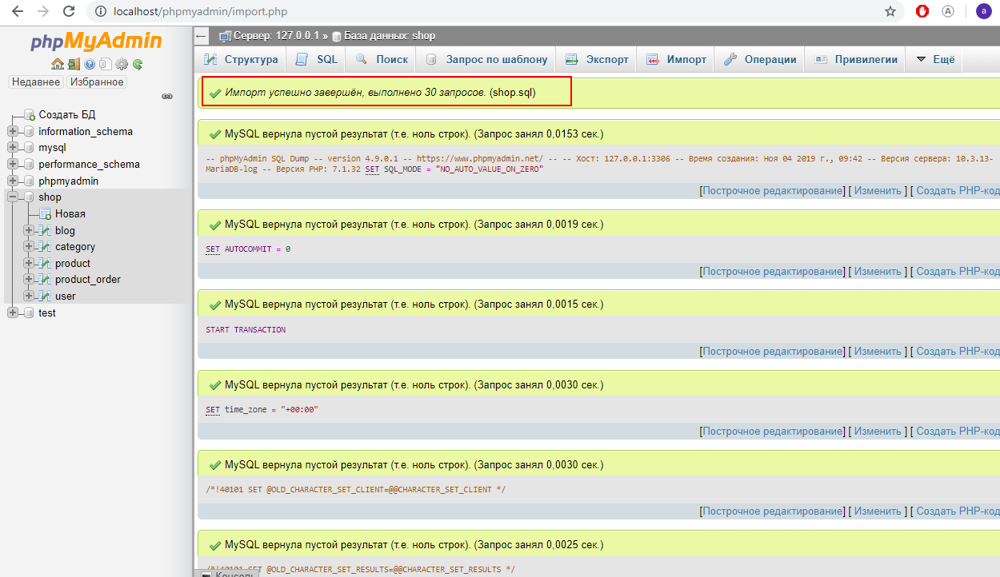 localhost/phpmyadmin/import.php
A
a
phpMyAdmin
Недавнее Избранное
Создать БД
information_schema
mysql
performance_schema
phpmyadmin
shop
Новая
blog
category
product
product_order
user
test
Сервер: 127.0.0.1 » База данных: shop
Структура SQL Поиск Запрос по шаблону Экспорт Импорт Операции Привилегии Ещё
Импорт успешно завершён, выполнено 30 запросов. (shop.sql)
MySQL вернула пустой результат (т.е. ноль строк). (Запрос занял 0,0153 сек.)
-- phpMyAdmin SQL Dump -- version 4.9.0.1 -- https://www.phpmyadmin.net/ -- -- Хост: 127.0.0.1:3306 -- Время создания: Ноя 04 2019 г., 09:42 -- Версия сервера: 10.3.13-
MariaDB-log -- Версия PHP: 7.1.32 SET SQL_MODE = "NO_AUTO_VALUE_ON_ZERO"
[Построчное редактирование] [ Изменить ] [ Создать PHP-код
MySQL вернула пустой результат (т.е. ноль строк). (Запрос занял 0,0019 сек.)
SET AUTOCOMMIT = 0
[Построчное редактирование] [ Изменить ] [ Создать PHP-код
MySQL вернула пустой результат (т.е. ноль строк). (Запрос занял 0,0015 сек.)
START TRANSACTION
[Построчное редактирование] [ Изменить ] [ Создать PHP-код
MySQL вернула пустой результат (т.е. ноль строк). (Запрос занял 0,0030 сек.)
SET time_zone = "+00:00"
[Построчное редактирование] [ Изменить ] [ Создать PHP-код
MySQL вернула пустой результат (т.е. ноль строк). (Запрос занял 0,0030 сек.)
/*!40101 SET @OLD_CHARACTER_SET_CLIENT=@@CHARACTER_SET_CLIENT */
[Построчное редактирование] [ Изменить ] [ Создать PHP-код
MySQL вернула пустой результат (т.е. ноль строк). (Запрос занял 0,0025 сек.)
/*!40101 SET @OLD_CHARACTER_SET_RESULTS=@@CHARACTER_SET_RESULTS */
Консоль